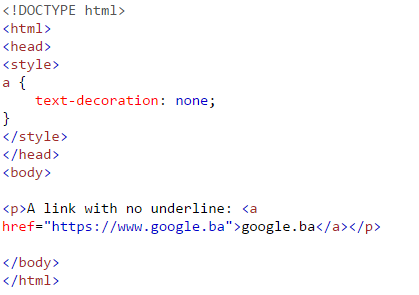 <!DOCTYPE html>
<html>
<head>
<style>
a {
    text-decoration: none;
}
</style>
</head>
<body>

<p>A link with no underline: <a
href="https://www.google.ba">google.ba</a></p>

</body>
</html>